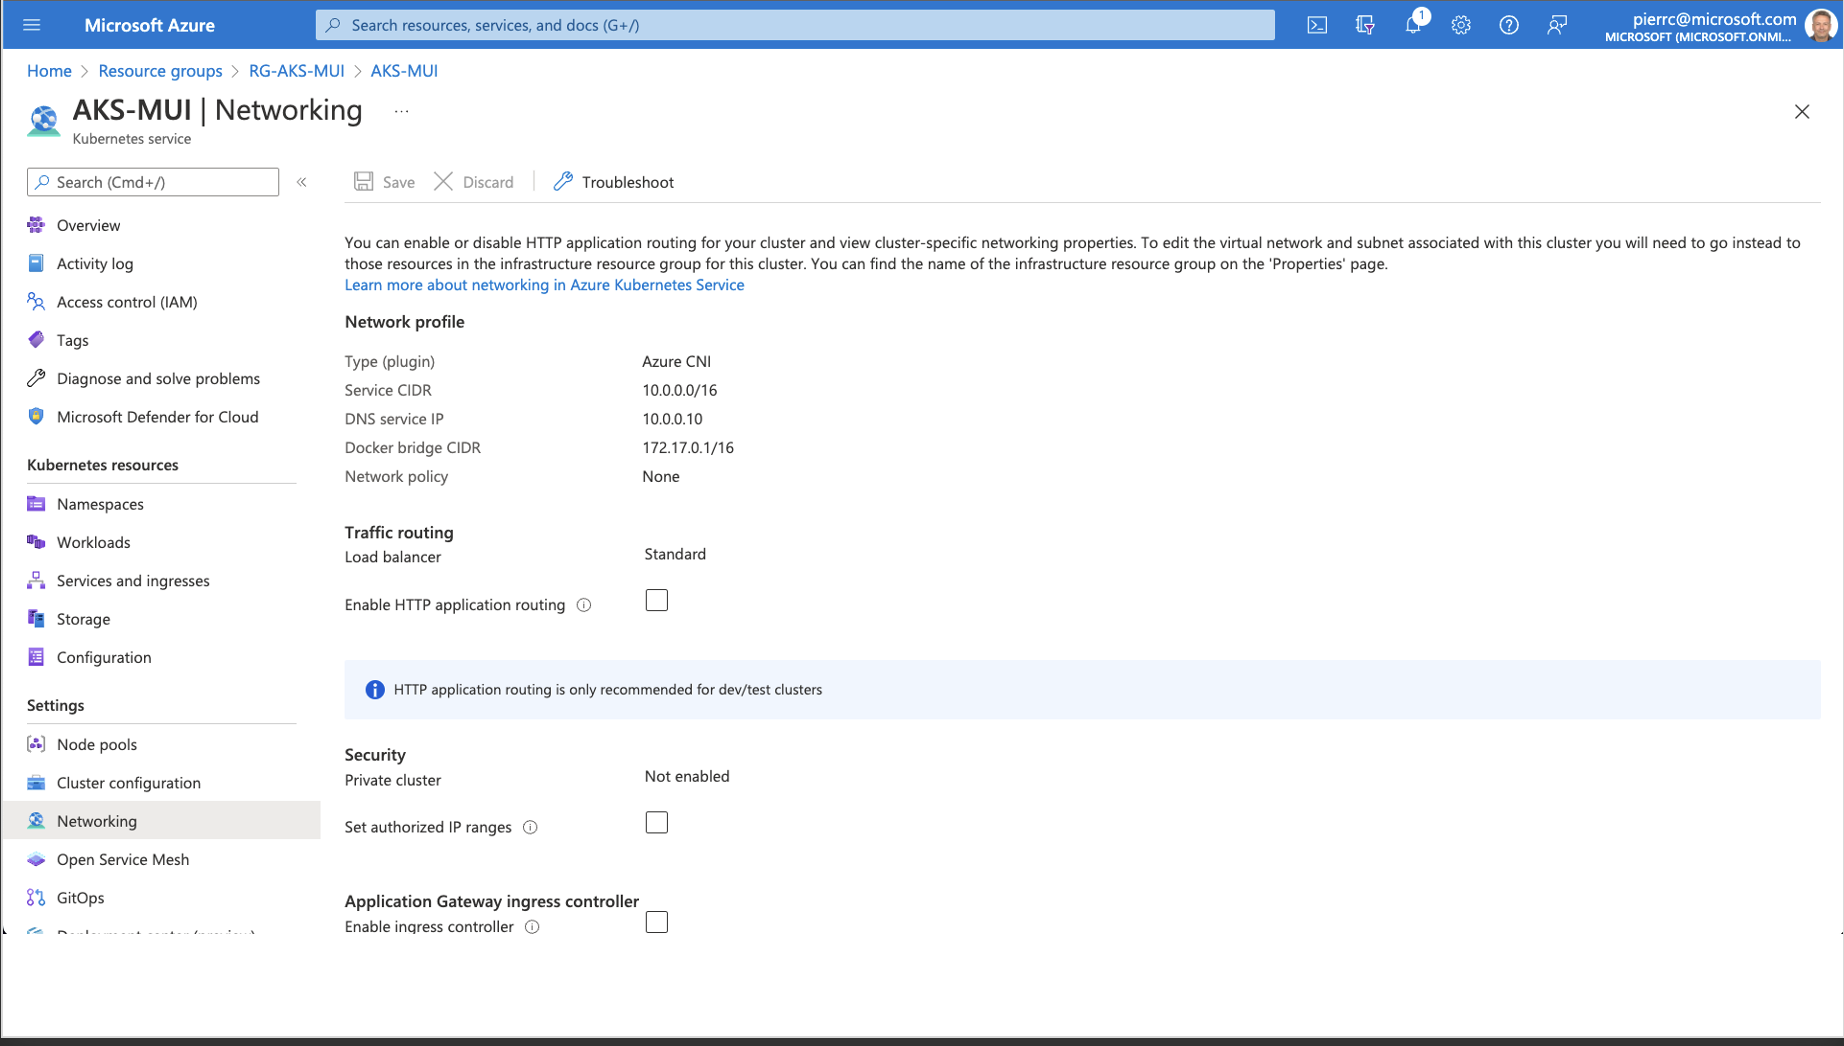 Microsoft Azure
Search resources, services, and docs (G+/)
1
pierrc@microsoft.com
MICROSOFT (MICROSOFT.ONMI...
Home > Resource groups > RG-AKS-MUI > AKS-MUI
AKS-MUI | Networking ...
Kubernetes service
Search (Cmd+/)
«
Save
Discard
Troubleshoot
Overview
Activity log
Access control (IAM)
Tags
Diagnose and solve problems
Microsoft Defender for Cloud
Kubernetes resources
Namespaces
Workloads
Services and ingresses
Storage
Configuration
Settings
Node pools
Cluster configuration
Networking
Open Service Mesh
GitOps
Deployment center (preview)
You can enable or disable HTTP application routing for your cluster and view cluster-specific networking properties. To edit the virtual network and subnet associated with this cluster you will need to go instead to
those resources in the infrastructure resource group for this cluster. You can find the name of the infrastructure resource group on the 'Properties' page.
Learn more about networking in Azure Kubernetes Service
Network profile
Type (plugin) Azure CNI
Service CIDR 10.0.0.0/16
DNS service IP 10.0.0.10
Docker bridge CIDR 172.17.0.1/16
Network policy None
Traffic routing
Load balancer Standard
Enable HTTP application routing
HTTP application routing is only recommended for dev/test clusters
Security
Private cluster Not enabled
Set authorized IP ranges
Application Gateway ingress controller
Enable ingress controller